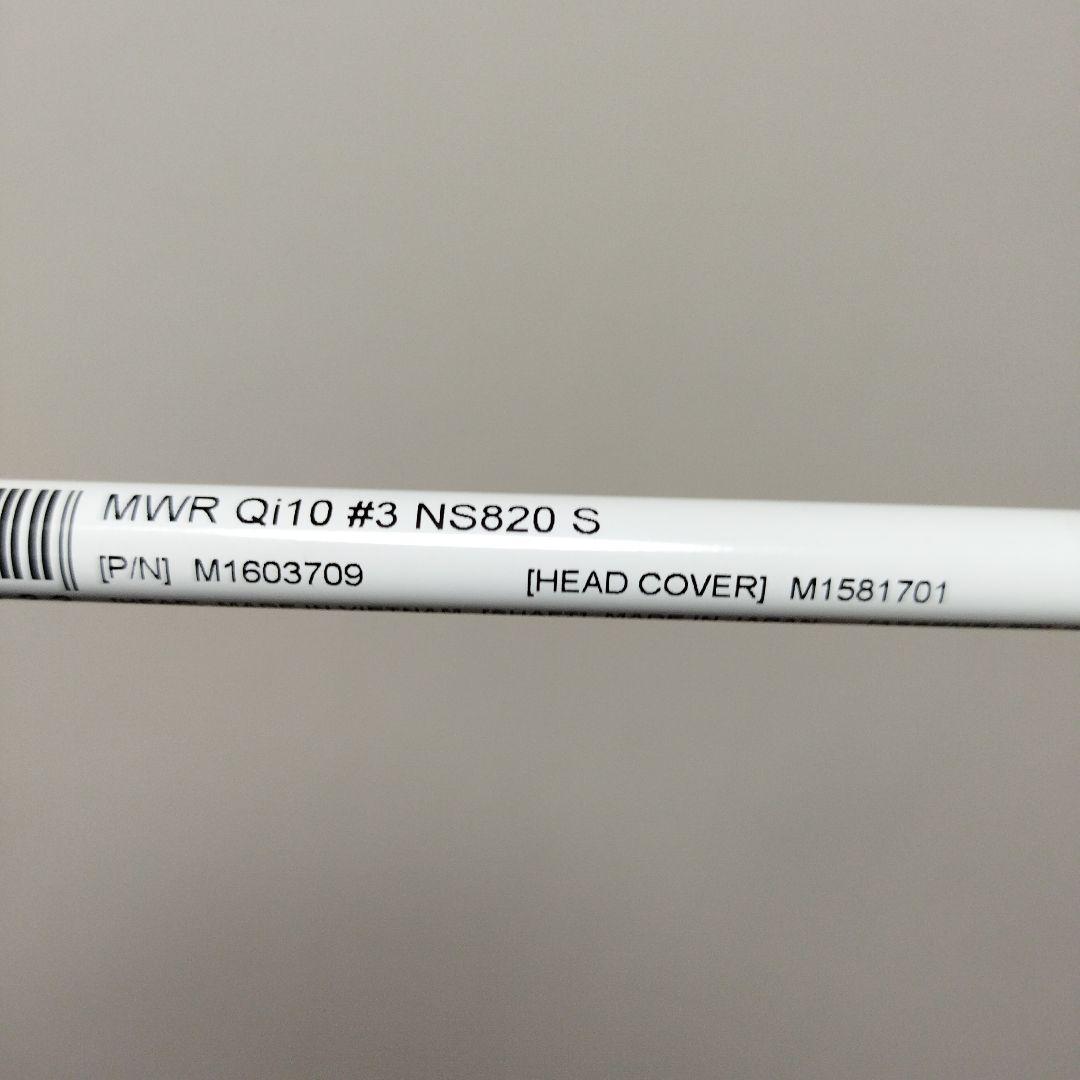 MWR Qi10 #3 NS820 S
[P/N] M1603709 [HEAD COVER] M1581701